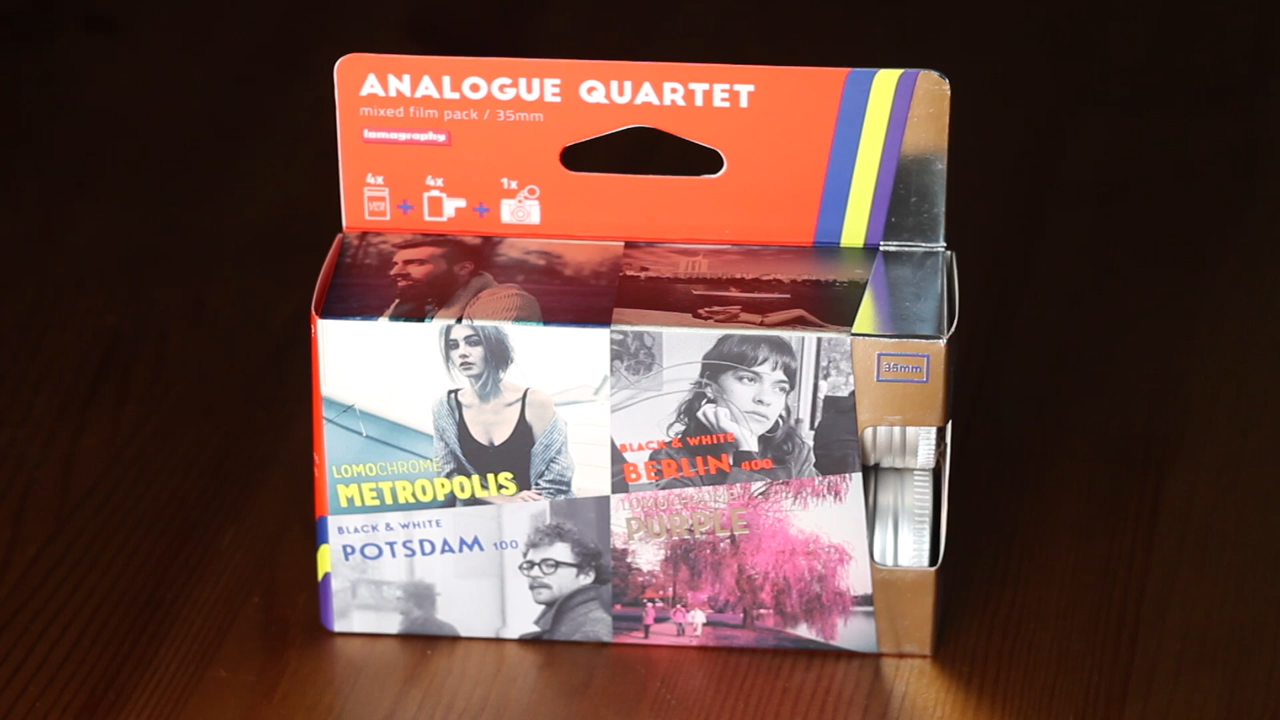 ANALOGUE QUARTET
mixed film pack / 35mm
lomography
4x + 4x + 1x
35mm
LOMOCHROME
METROPOLIS
BLACK & WHITE
BERLIN 400
BLACK & WHITE
POTSDAM 100
LOMOCHROME
PURPLE